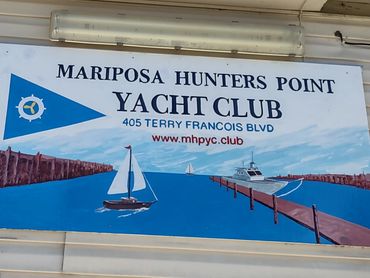 MARIPOSA HUNTERS POINT
YACHT CLUB
405 TERRY FRANCOIS BLVD
www.mhpyc.club